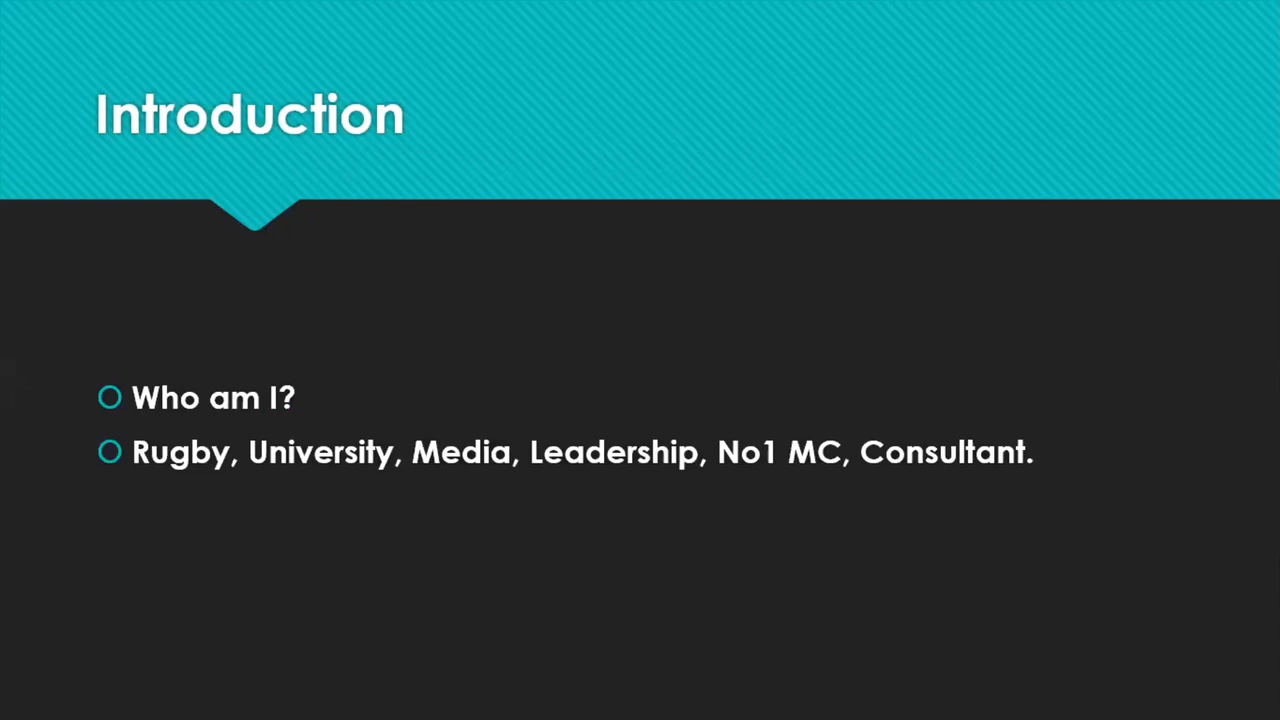 Introduction
Who am I?
Rugby, University, Media, Leadership, No1 MC, Consultant.